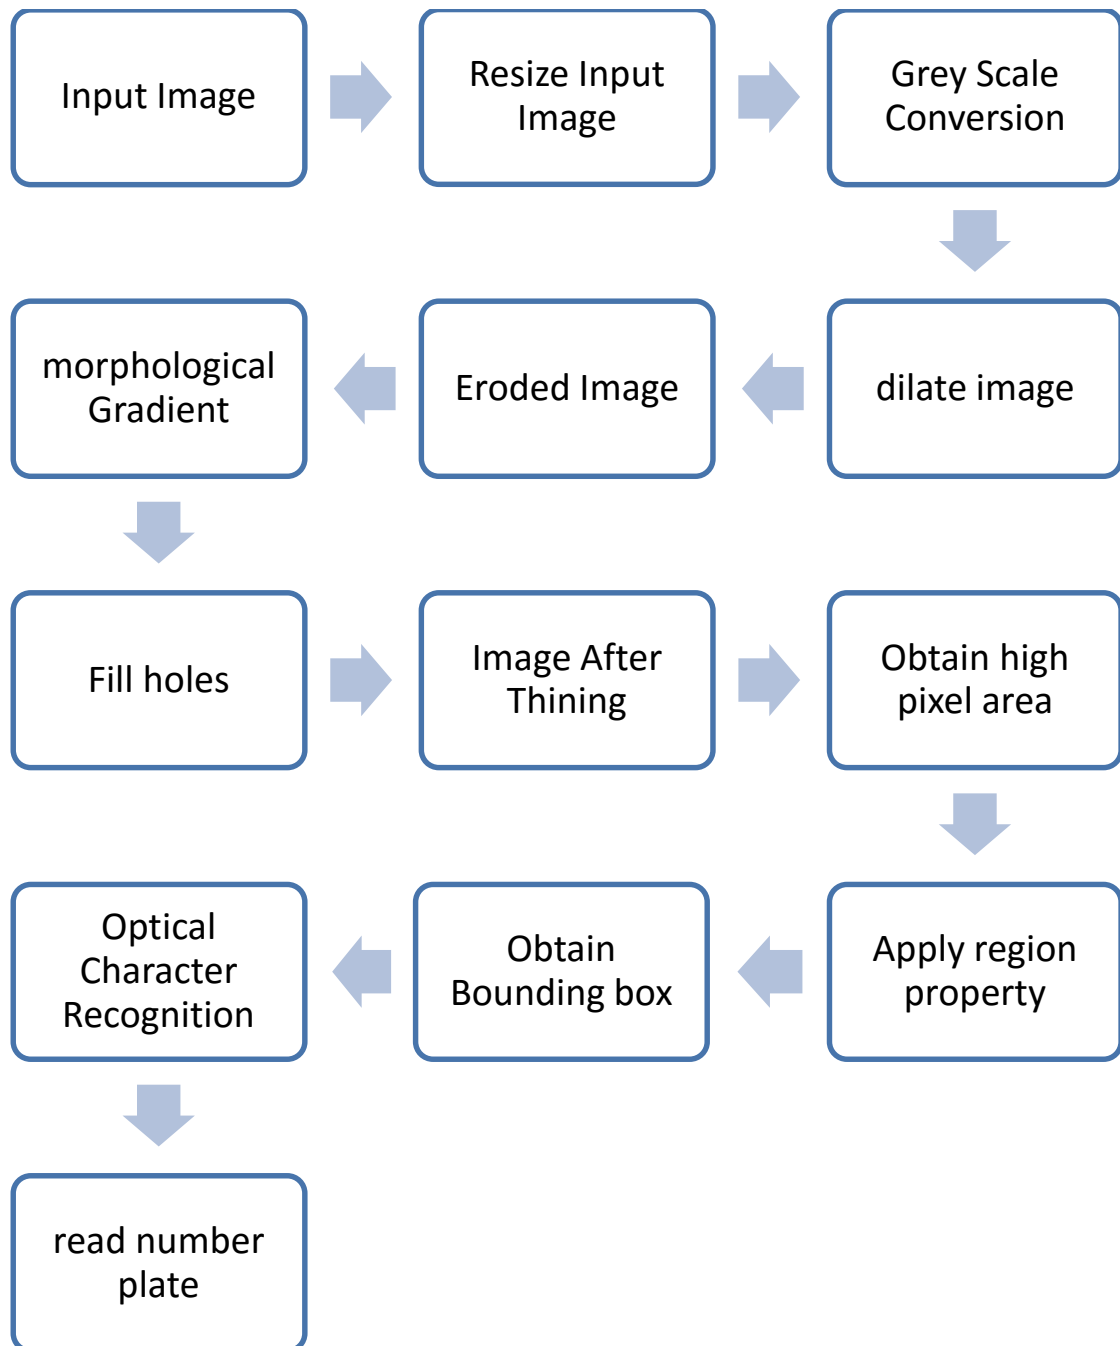 Input Image
Resize Input
Image
Grey Scale
Conversion
dilate image
Eroded Image
morphological
Gradient
Fill holes
Image After
Thining
Obtain high
pixel area
Apply region
property
Obtain
Bounding box
Optical
Character
Recognition
read number
plate